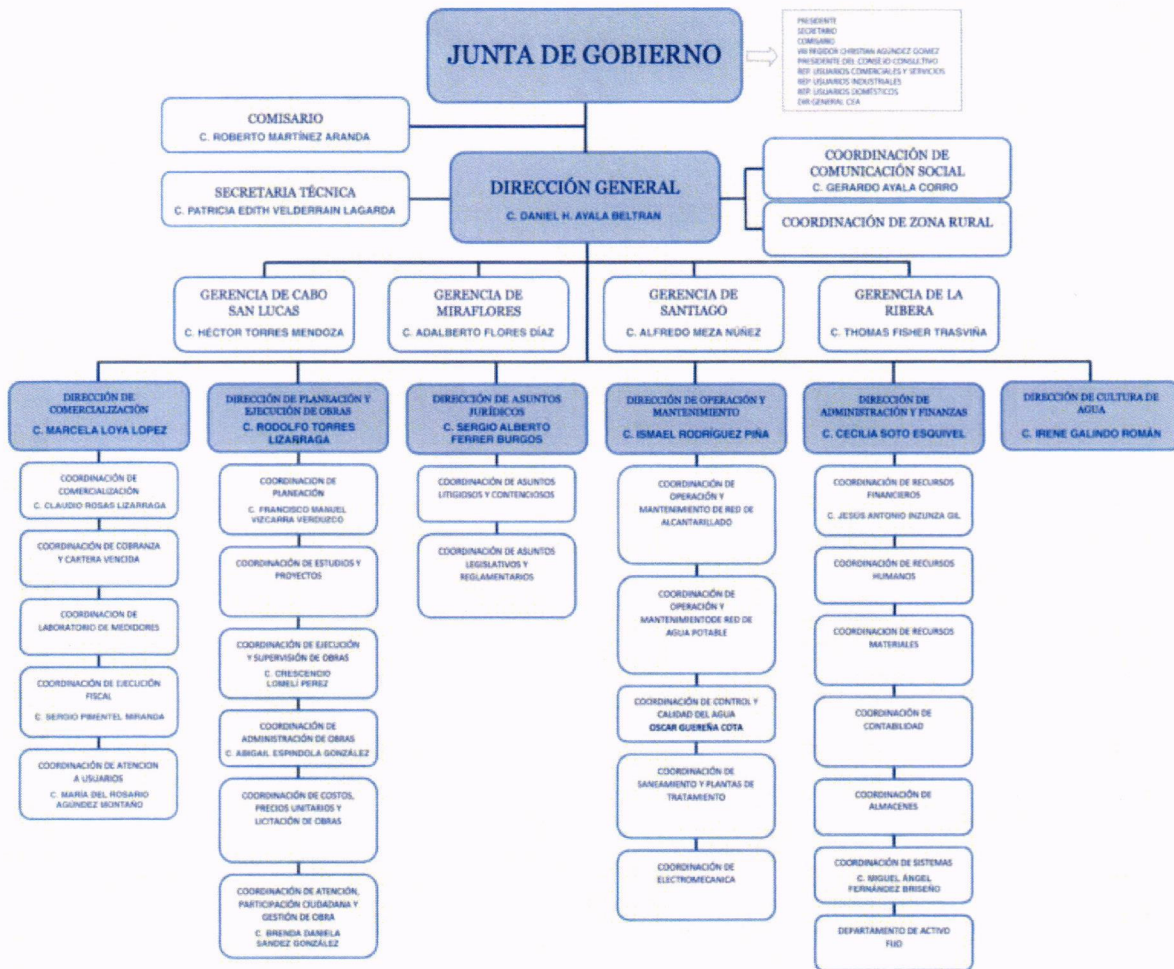 JUNTA DE GOBIERNO
PRESIDENTE
SECRETARIO
COMISARIO
VIII REGIDOR CHRISTIAN AGÚNDEZ GOMEZ
PRESIDENTE DEL CONSEJO CONSULTIVO
REP. USUARIOS COMERCIALES Y SERVICIOS
REP. USUARIOS INDUSTRIALES
REP. USUARIOS DOMÉSTICOS
DIR GENERAL CEA
COMISARIO
C. ROBERTO MARTÍNEZ ARANDA
SECRETARIA TÉCNICA
C. PATRICIA EDITH VELDERRAIN LAGARDA
DIRECCIÓN GENERAL
C. DANIEL H. AYALA BELTRAN
COORDINACIÓN DE
COMUNICACIÓN SOCIAL
C. GERARDO AYALA CORRO
COORDINACIÓN DE ZONA RURAL
GERENCIA DE CABO
SAN LUCAS
C. HÉCTOR TORRES MENDOZA
GERENCIA DE
MIRAFLORES
C. ADALBERTO FLORES DÍAZ
GERENCIA DE
SANTIAGO
C. ALFREDO MEZA NÚÑEZ
GERENCIA DE LA
RIBERA
C. THOMAS FISHER TRASVIÑA
DIRECCIÓN DE
COMERCIALIZACIÓN
C. MARCELA LOYA LOPEZ
COORDINACIÓN DE
COMERCIALIZACIÓN
C. CLAUDIO ROSAS LIZARRAGA
COORDINACIÓN DE COBRANZA
Y CARTERA VENCIDA
COORDINACION DE
LABORATORIO DE MEDIDORES
COORDINACIÓN DE EJECUCIÓN
FISCAL
C. SERGIO PIMENTEL MIRANDA
COORDINACIÓN DE ATENCION
A USUARIOS
C. MARÍA DEL ROSARIO
AGÚNDEZ MONTAÑO
DIRECCIÓN DE PLANEACIÓN Y
EJECUCIÓN DE OBRAS
C. RODOLFO TORRES
LIZARRAGA
COORDINACION DE
PLANEACIÓN
C. FRANCISCO MANUEL
VIZCARRA VERDUZCO
COORDINACIÓN DE ESTUDIOS Y
PROYECTOS
COORDINACIÓN DE EJECUCIÓN
Y SUPERVISIÓN DE OBRAS
C. CRESCENCIO
LOMELÍ PEREZ
COORDINACIÓN DE
ADMINISTRACIÓN DE OBRAS
C. ABIGAIL ESPINDOLA GONZÁLEZ
COORDINACIÓN DE COSTOS,
PRECIOS UNITARIOS Y
LICITACIÓN DE OBRAS
COORDINACIÓN DE ATENCIÓN,
PARTICIPACIÓN CIUDADANA Y
GESTIÓN DE OBRA
C. BRENDA DANIELA
SANDEZ GONZÁLEZ
DIRECCIÓN DE ASUNTOS
JURÍDICOS
C. SERGIO ALBERTO
FERRER BURGOS
COORDINACIÓN DE ASUNTOS
LITIGIOSOS Y CONTENCIOSOS
COORDINACIÓN DE ASUNTOS
LEGISLATIVOS Y
REGLAMENTARIOS
DIRECCIÓN DE OPERACIÓN Y
MANTENIMIENTO
C. ISMAEL RODRÍGUEZ PIÑA
COORDINACIÓN DE
OPERACIÓN Y
MANTENIMIENTO DE RED DE
ALCANTARILLADO
COORDINACIÓN DE
OPERACIÓN Y
MANTENIMIENTODE RED DE
AGUA POTABLE
COORDINACIÓN DE CONTROL Y
CALIDAD DEL AGUA
OSCAR GUEREÑA COTA
COORDINACIÓN DE
SANEAMIENTO Y PLANTAS DE
TRATAMIENTO
COORDINACIÓN DE
ELECTROMECANICA
DIRECCIÓN DE
ADMINISTRACIÓN Y FINANZAS
C. CECILIA SOTO ESQUIVEL
COORDINACIÓN DE RECURSOS
FINANCIEROS
C. JESÚS ANTONIO INZUNZA GIL
COORDINACIÓN DE RECURSOS
HUMANOS
COORDINACION DE RECURSOS
MATERIALES
COORDINACIÓN DE
CONTABILIDAD
COORDINACIÓN DE
ALMACENES
COORDINACIÓN DE SISTEMAS
C. MIGUEL ÁNGEL
FERNÁNDEZ BRISEÑO
DEPARTAMENTO DE ACTIVO
FIJO
DIRECCIÓN DE CULTURA DE
AGUA
C. IRENE GALINDO ROMÁN